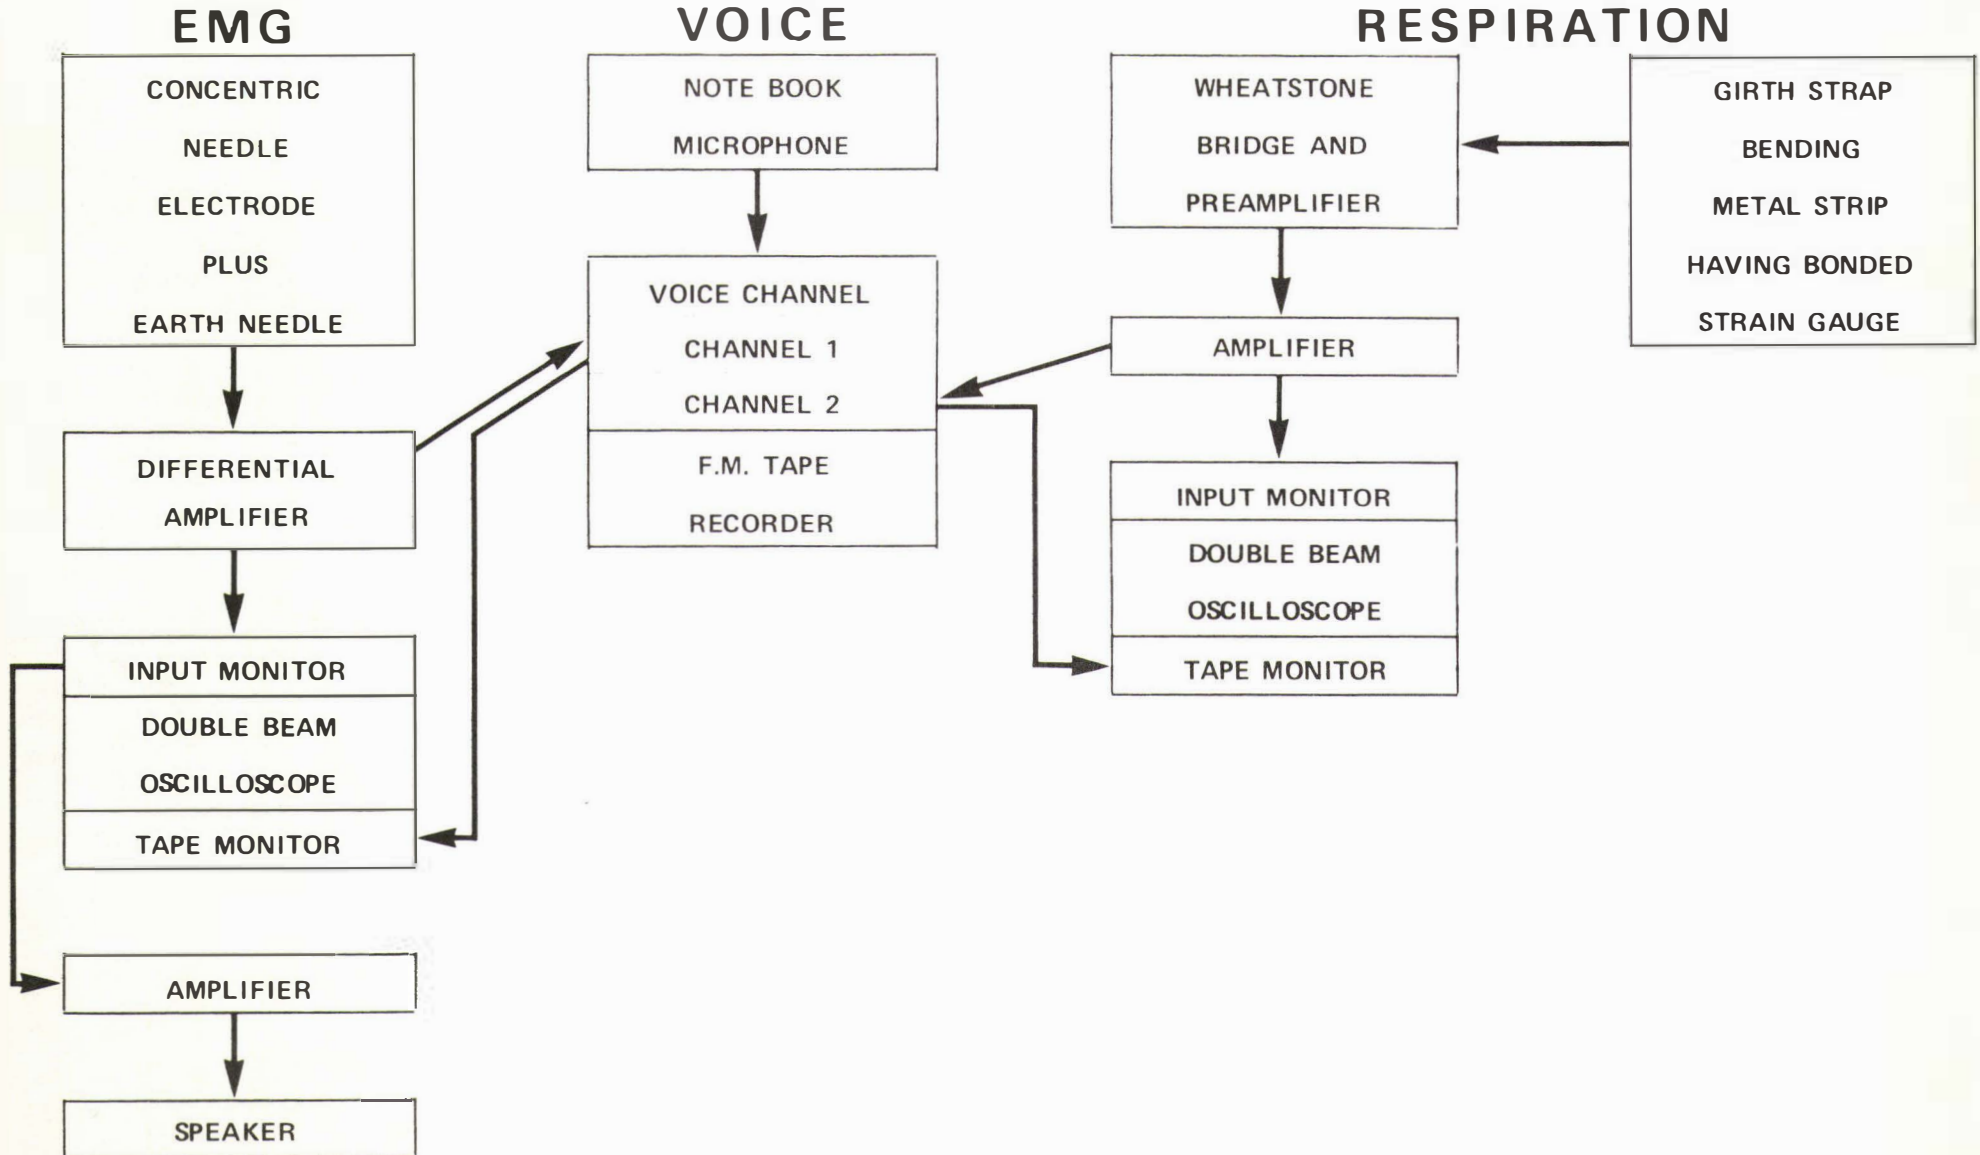 EMG
CONCENTRIC
NEEDLE
ELECTRODE
PLUS
EARTH NEEDLE
DIFFERENTIAL
AMPLIFIER
INPUT MONITOR
DOUBLE BEAM
OSCILLOSCOPE
TAPE MONITOR
AMPLIFIER
SPEAKER
VOICE
NOTE BOOK
MICROPHONE
VOICE CHANNEL
CHANNEL 1
CHANNEL 2
F.M. TAPE
RECORDER
RESPIRATION
WHEATSTONE
BRIDGE AND
PREAMPLIFIER
AMPLIFIER
INPUT MONITOR
DOUBLE BEAM
OSCILLOSCOPE
TAPE MONITOR
GIRTH STRAP
BENDING
METAL STRIP
HAVING BONDED
STRAIN GAUGE